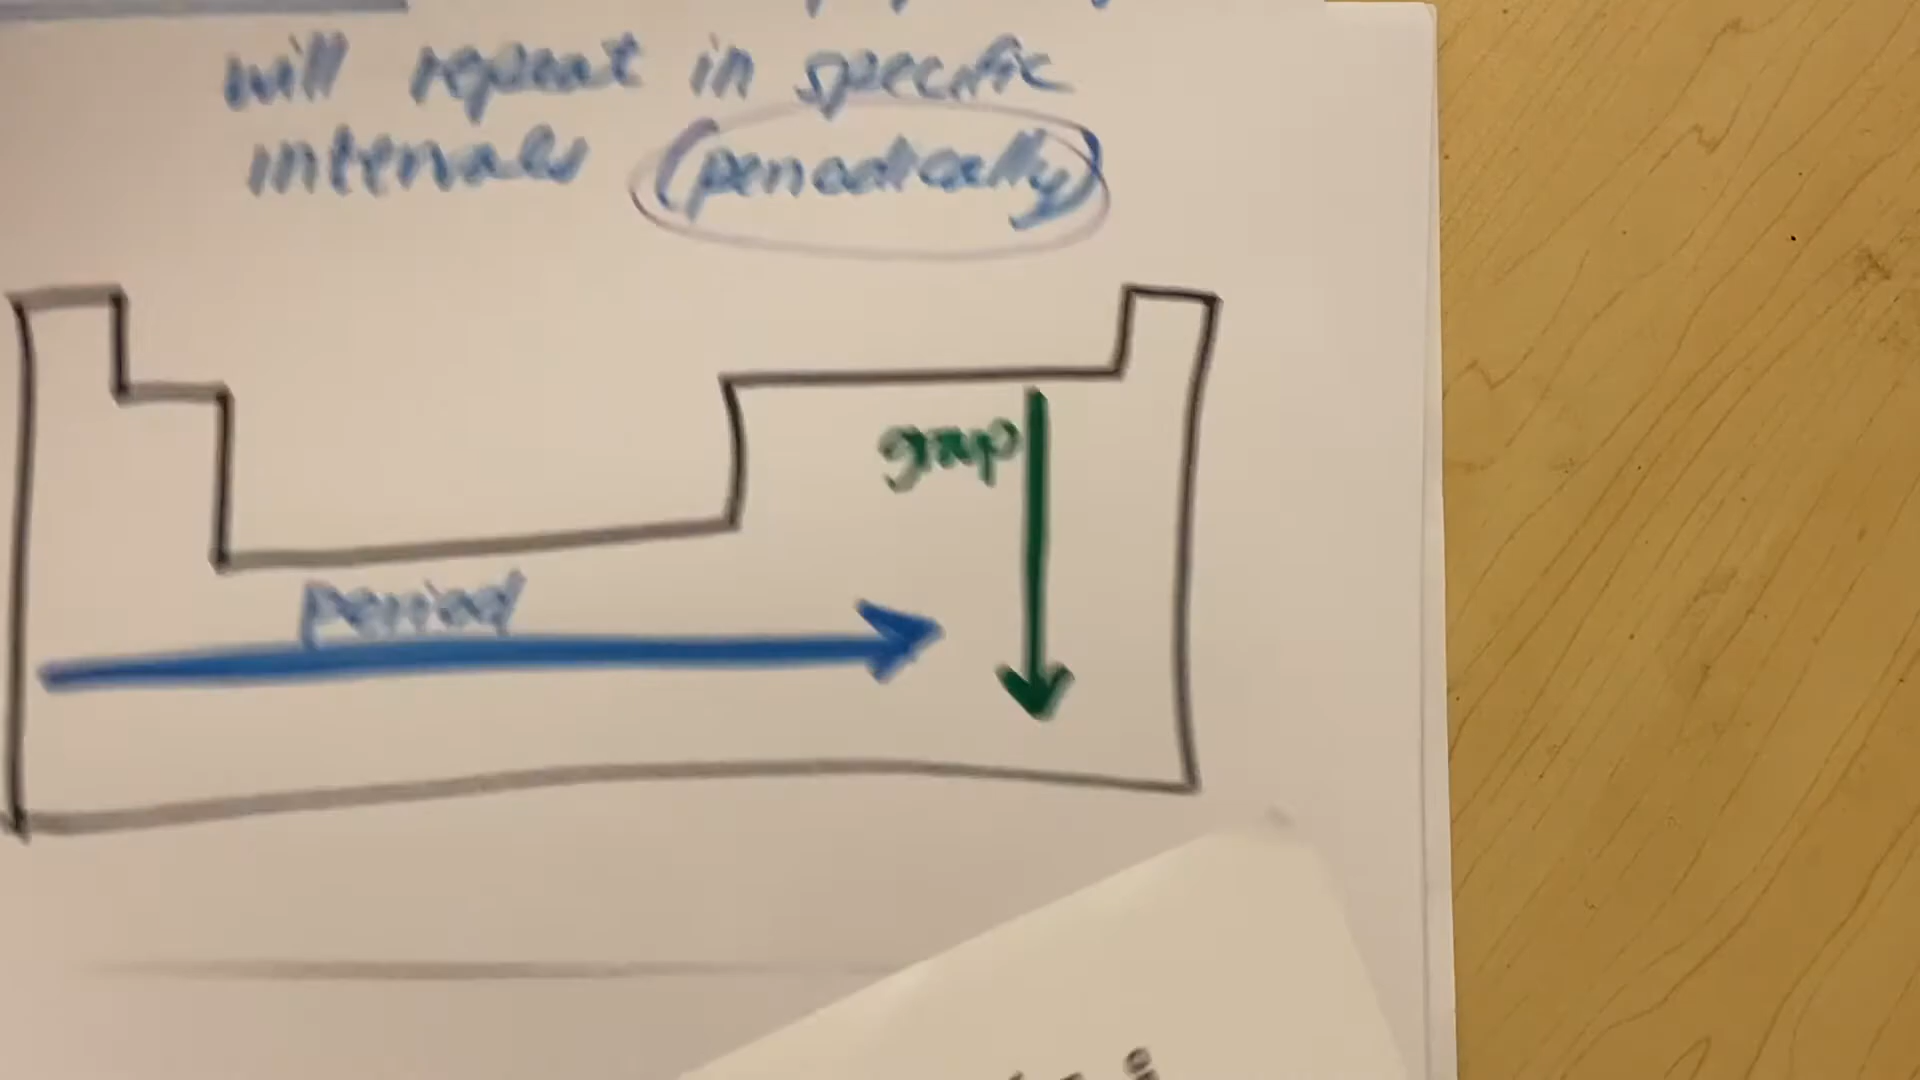 will repeat in specific
intervals (periodically)
group
period